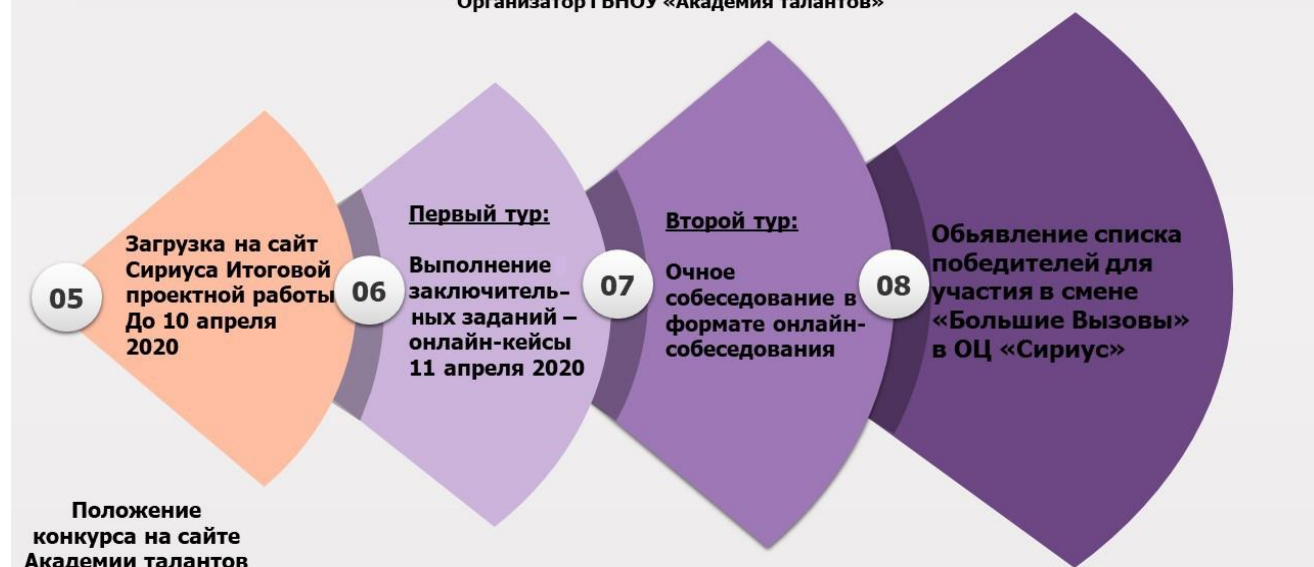 Организатор ГБНОУ «Академия талантов»
05
Загрузка на сайт
Сириуса Итоговой
проектной работы
До 10 апреля
2020
06
Первый тур:
Выполнение
заключитель-
ных заданий –
онлайн-кейсы
11 апреля 2020
07
Второй тур:
Очное
собеседование в
формате онлайн-
собеседования
08
Обьявление списка
победителей для
участия в смене
«Большие Вызовы»
в ОЦ «Сириус»
Положение
конкурса на сайте
Академии талантов